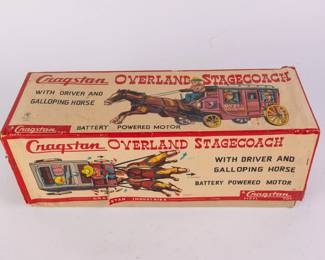 Cragstan OVERLAND STAGECOACH
WITH DRIVER AND
GALLOPING HORSE
Cragstan
BATTERY POWERED MOTOR
Cragstan OVERLAND STAGECOACH
WITH DRIVER AND
GALLOPING HORSE
BATTERY POWERED MOTOR
Cragstan